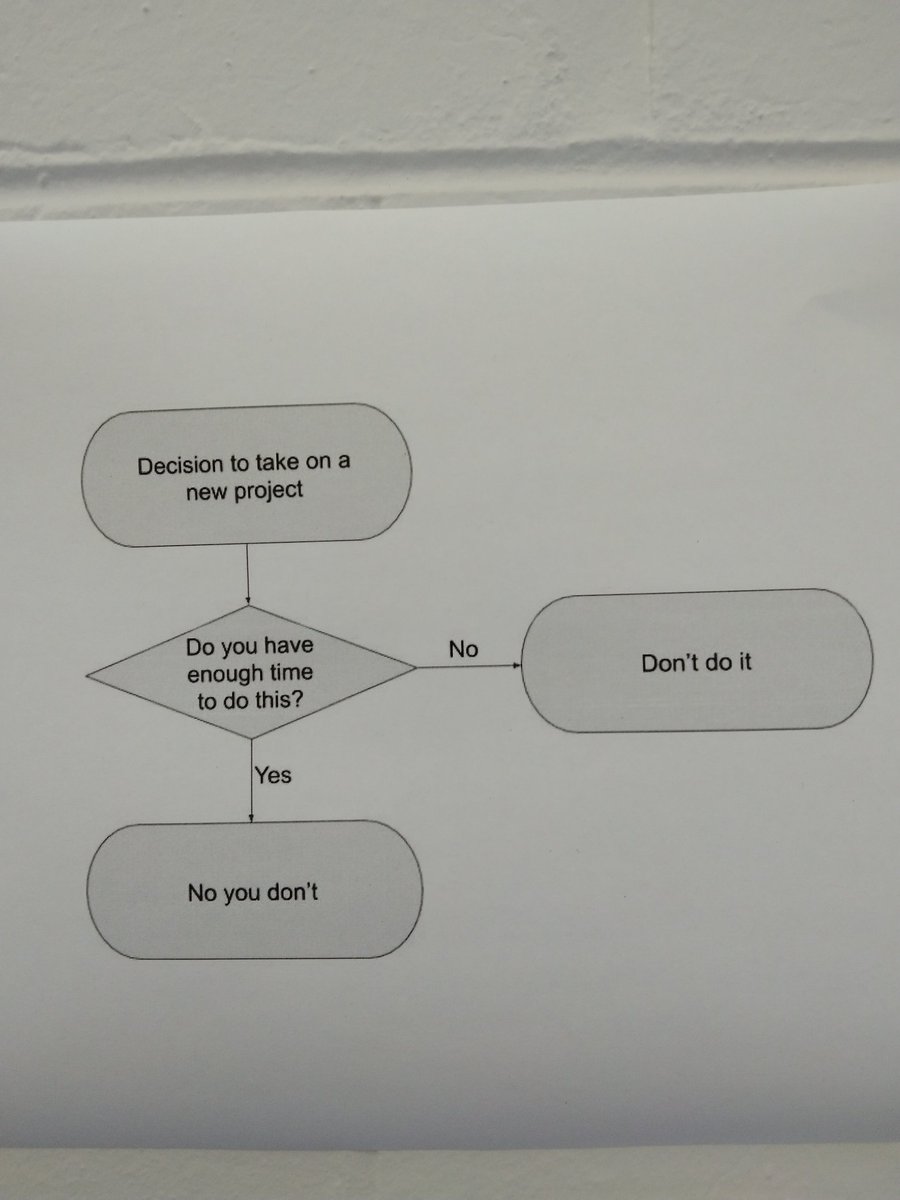 Decision to take on a
new project
Do you have
enough time
to do this?
No
Don't do it
Yes
No you don't